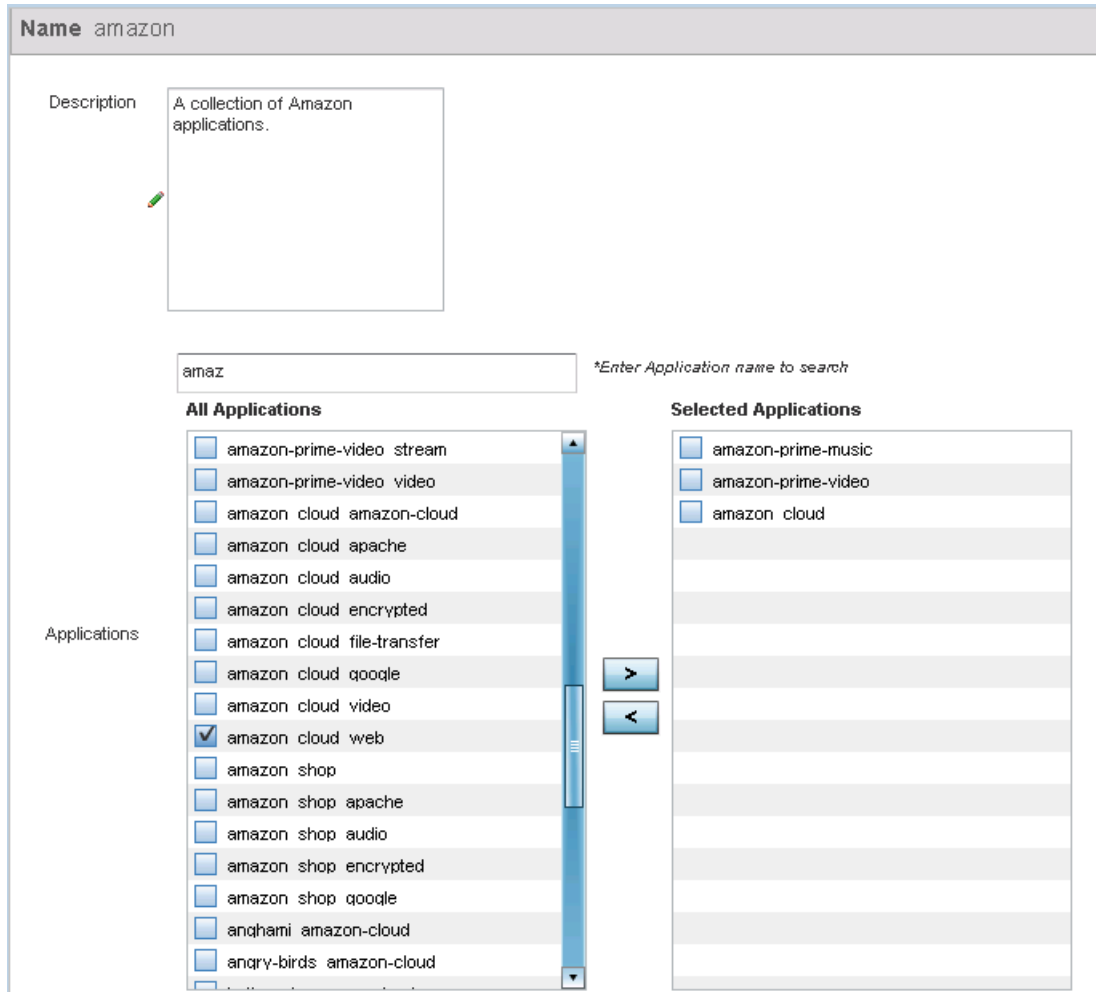 Name amazon
Description
A collection of Amazon
applications.
amaz
*Enter Application name to search
All Applications
Selected Applications
amazon-prime-video stream
amazon-prime-video video
amazon cloud amazon-cloud
amazon cloud apache
amazon cloud audio
amazon cloud encrypted
amazon cloud file-transfer
amazon cloud google
amazon cloud video
amazon cloud web
amazon shop
amazon shop apache
amazon shop audio
amazon shop encrypted
amazon shop google
anghami amazon-cloud
angry-birds amazon-cloud
Applications
>
<
amazon-prime-music
amazon-prime-video
amazon cloud